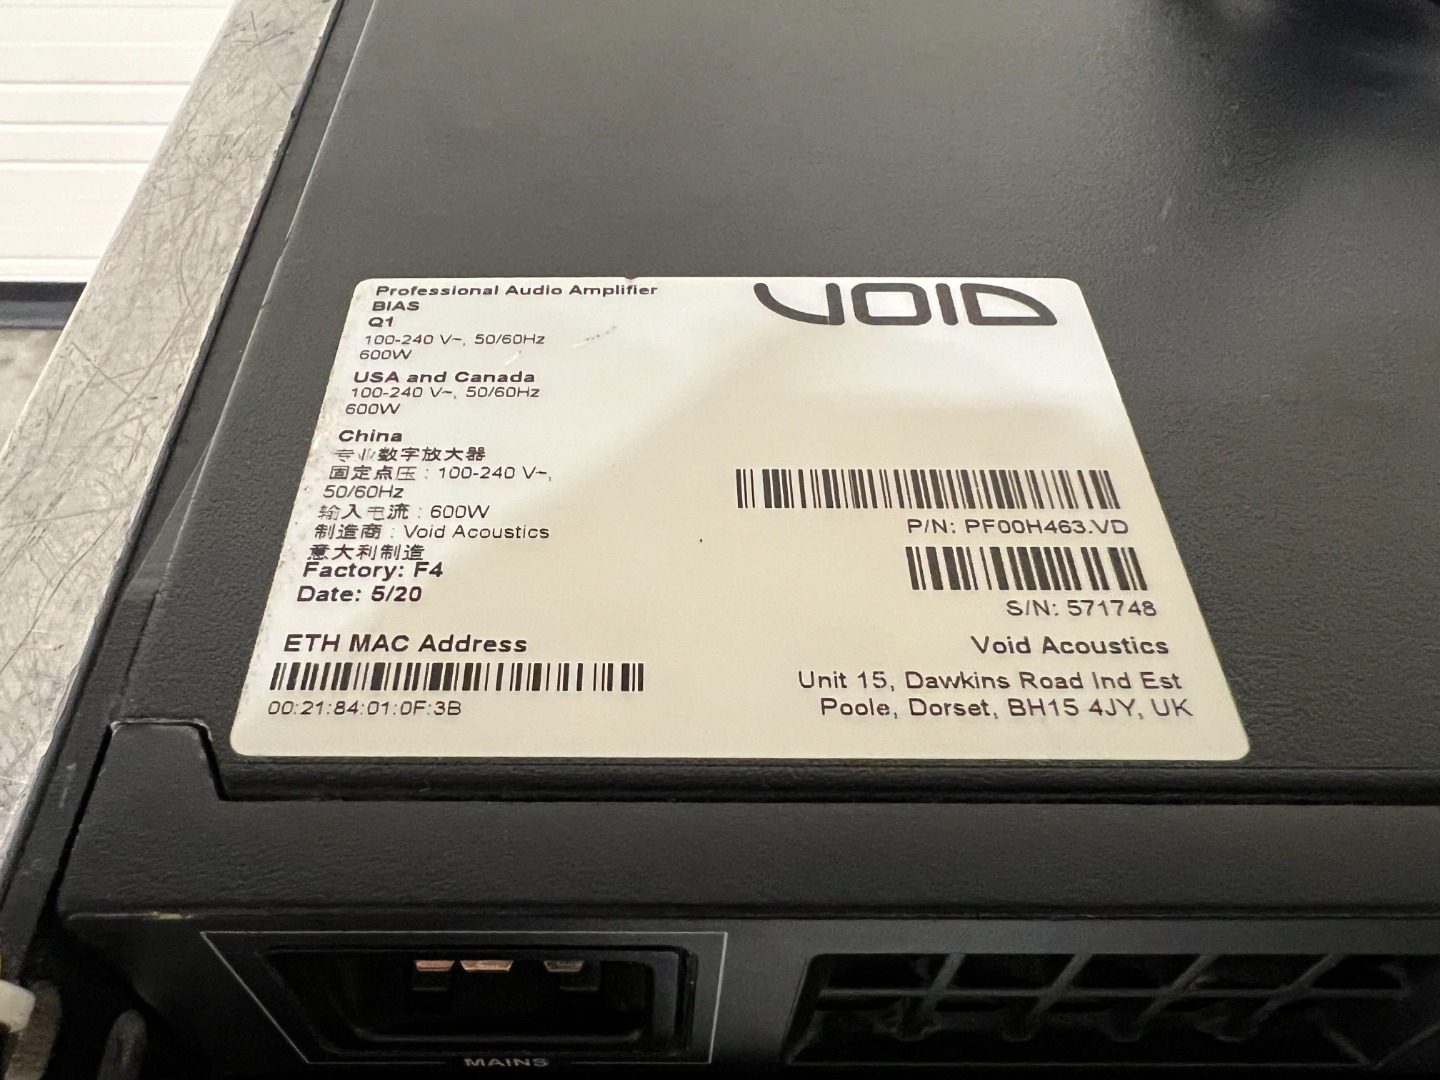 Professional Audio Amplifier
BIAS
Q1
100-240 V~, 50/60Hz
600W
USA and Canada
100-240 V~, 50/60Hz
600W
China
专业数字放大器
固定点压 : 100-240 V~,
50/60Hz
输入电流 : 600W
制造商 : Void Acoustics
意大利制造
Factory: F4
Date: 5/20
ETH MAC Address
00:21:84:01:0F:3B
VOID
P/N: PF00H463.VD
S/N: 571748
Void Acoustics
Unit 15, Dawkins Road Ind Est
Poole, Dorset, BH15 4JY, UK
MAINS